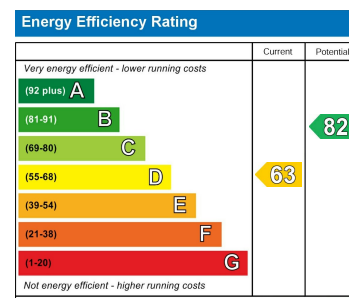 Energy Efficiency Rating
Current Potential
Very energy efficient - lower running costs
(92 plus) A
(81-91) B
82
(69-80) C
(55-68) D
63
(39-54) E
(21-38) F
(1-20) G
Not energy efficient - higher running costs